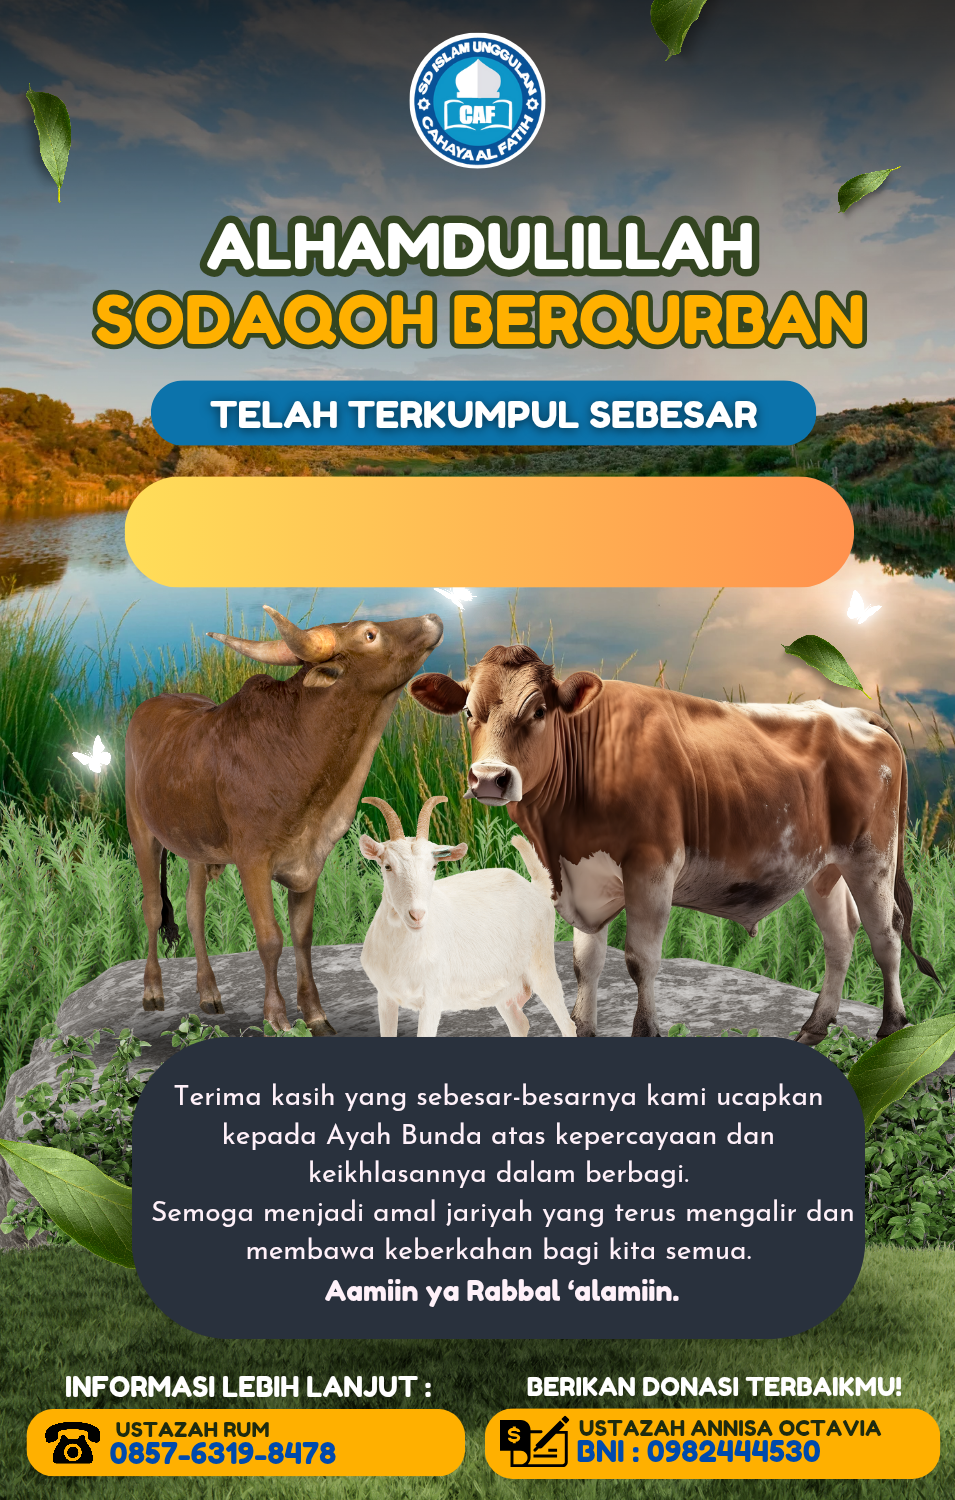 SD ISLAM UNGGULAN
CAF
CAHAYA AL FATIH
ALHAMDULILLAH
SODAQOH BERQURBAN
TELAH TERKUMPUL SEBESAR
Terima kasih yang sebesar-besarnya kami ucapkan
kepada Ayah Bunda atas kepercayaan dan
keikhlasannya dalam berbagi.
Semoga menjadi amal jariyah yang terus mengalir dan
membawa keberkahan bagi kita semua.
Aamiin ya Rabbal ‘alamiin.
INFORMASI LEBIH LANJUT :
USTAZAH RUM
0857-6319-8478
BERIKAN DONASI TERBAIKMU!
$
USTAZAH ANNISA OCTAVIA
BNI : 0982444530